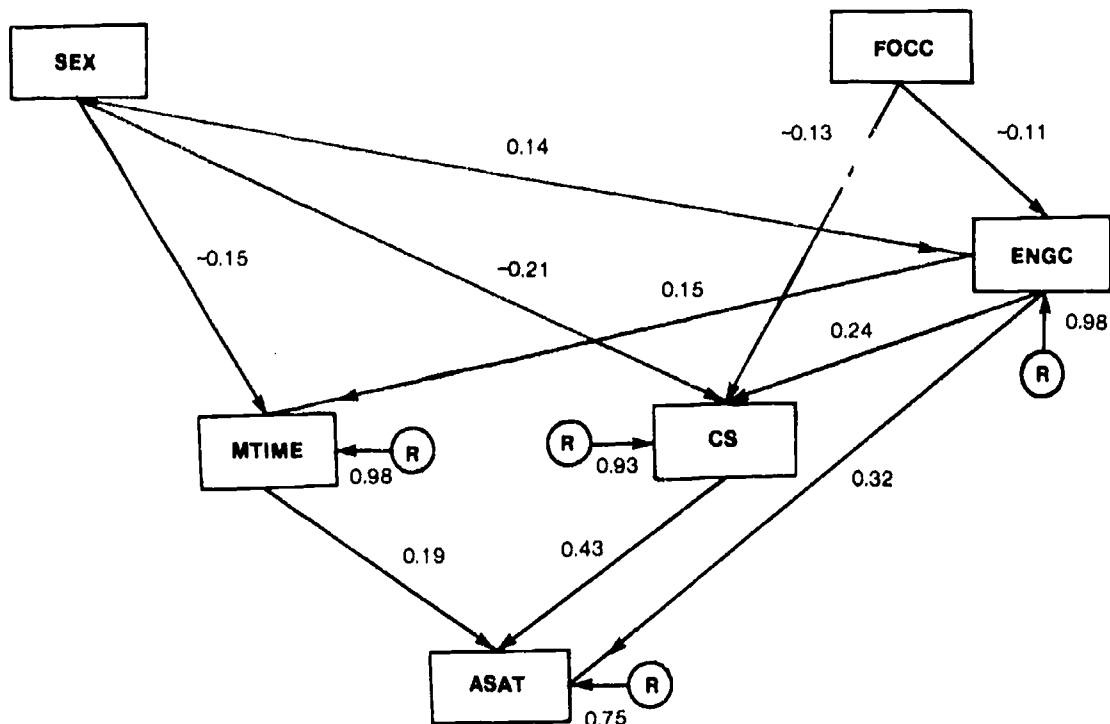 SEX
FOCC
~0.13
~0.11
0.14
ENGC
~0.15
~0.21
0.15
0.24
0.98
R
MTIME
R
0.98
R
0.93
CS
0.32
0.19
0.43
ASAT
R
0.75